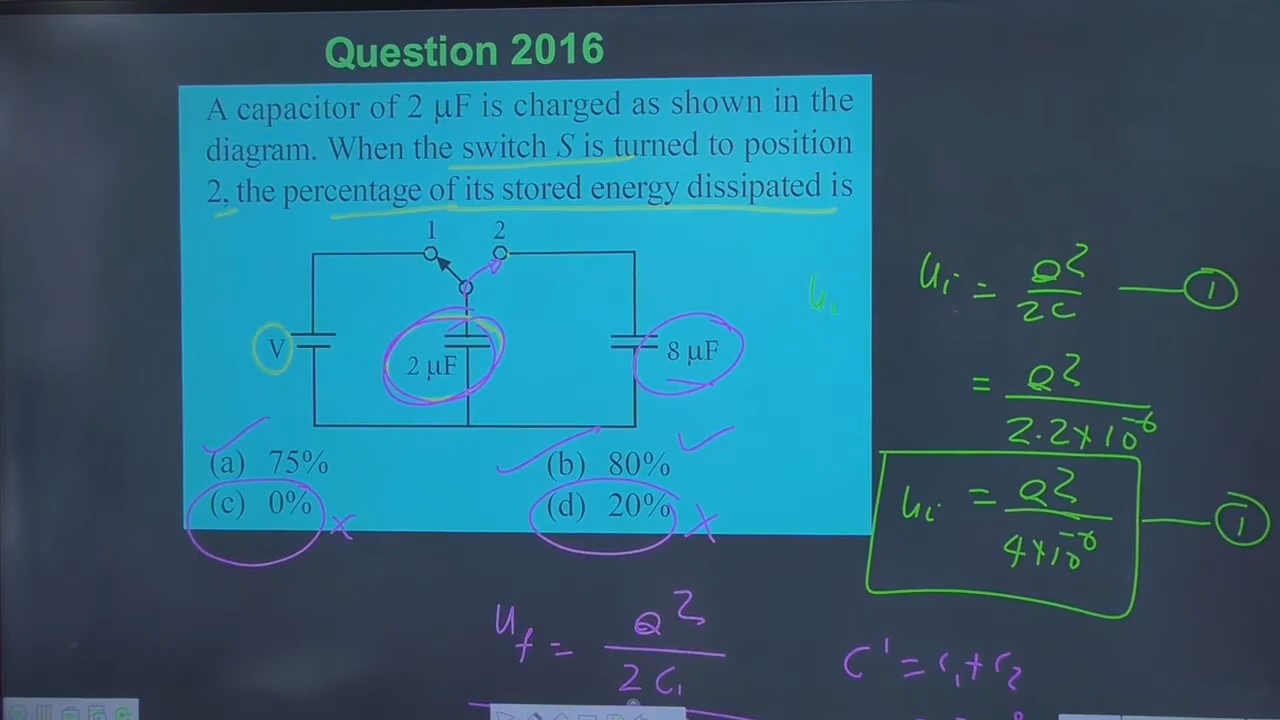 Question 2016
A capacitor of 2 μF is charged as shown in the
diagram. When the switch S is turned to position
2, the percentage of its stored energy dissipated is
1 2
V
2 μF
8 μF
(a) 75%
(b) 80%
(c) 0%
(d) 20%
u.
ui = Q2/2C — 1
= Q2/2.2×10-6
ui = Q2/4×10-6 — 1
uf = Q2/2C1
C' = C1+C2